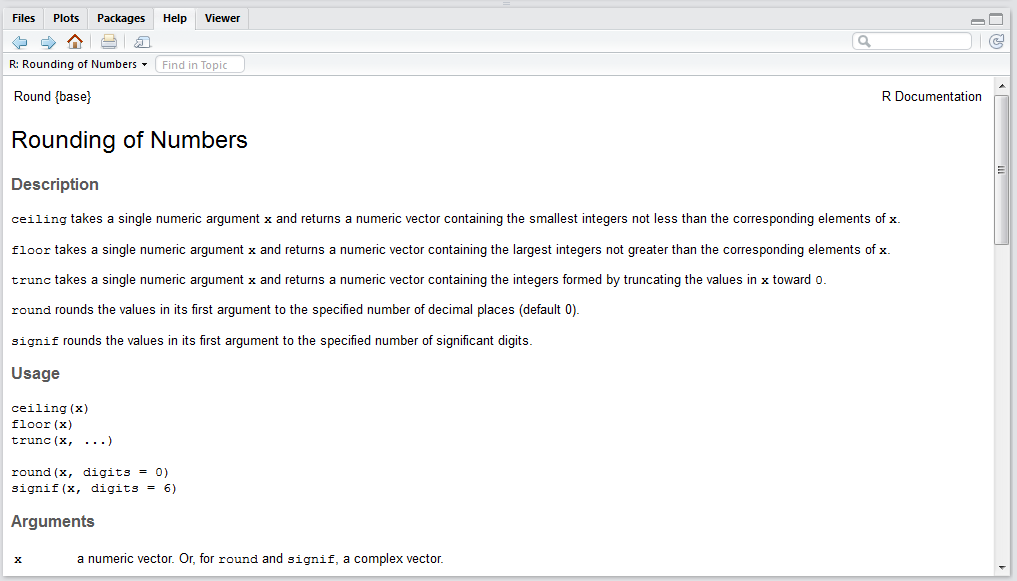 Files Plots Packages Help Viewer
R: Rounding of Numbers Find in Topic
Round {base} R Documentation
Rounding of Numbers
Description
ceiling takes a single numeric argument x and returns a numeric vector containing the smallest integers not less than the corresponding elements of x.
floor takes a single numeric argument x and returns a numeric vector containing the largest integers not greater than the corresponding elements of x.
trunc takes a single numeric argument x and returns a numeric vector containing the integers formed by truncating the values in x toward 0.
round rounds the values in its first argument to the specified number of decimal places (default 0).
signif rounds the values in its first argument to the specified number of significant digits.
Usage
ceiling(x)
floor(x)
trunc(x, ...)
round(x, digits = 0)
signif(x, digits = 6)
Arguments
x a numeric vector. Or, for round and signif, a complex vector.